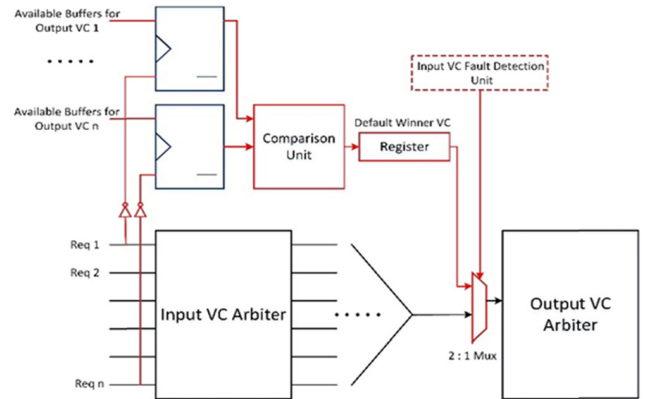 Available Buffers for
Output VC 1
Available Buffers for
Output VC n
Input VC Fault Detection
Unit
Comparison
Unit
Default Winner VC
Register
Req 1
Req 2
Req n
Input VC Arbiter
Output VC
Arbiter
2 : 1 Mux